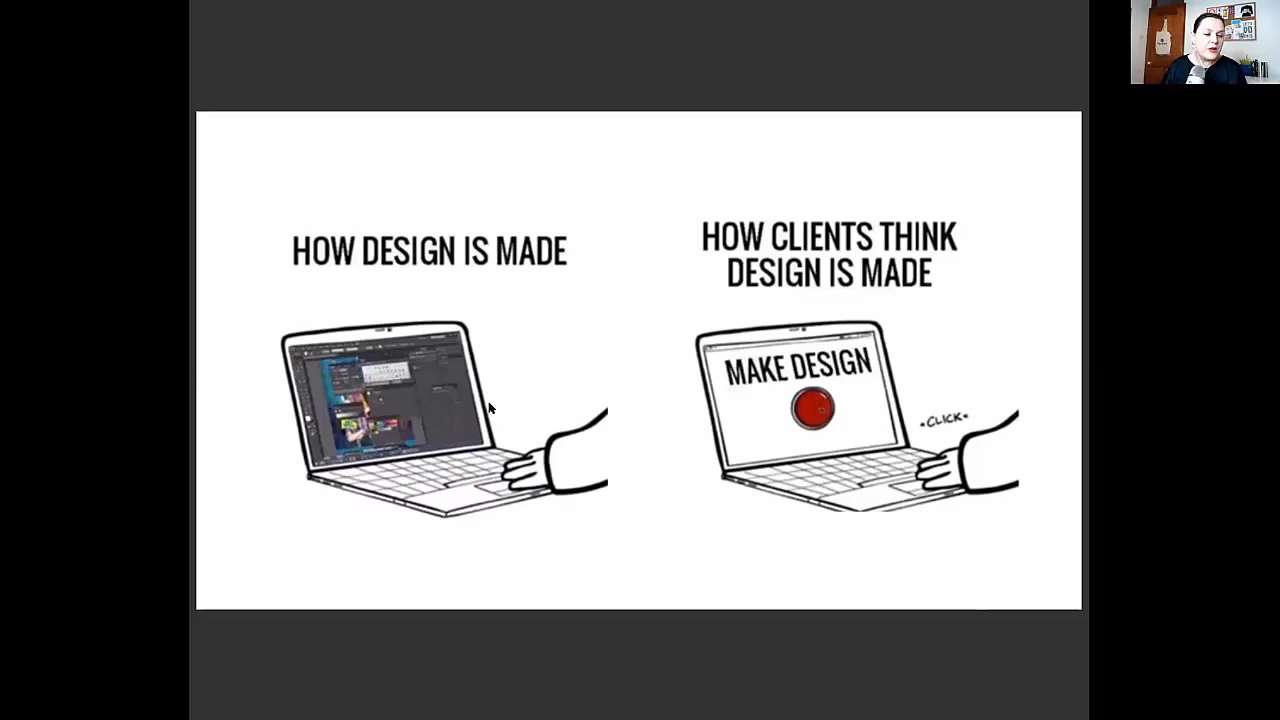 HOW DESIGN IS MADE
HOW CLIENTS THINK
DESIGN IS MADE
MAKE DESIGN
*CLICK*